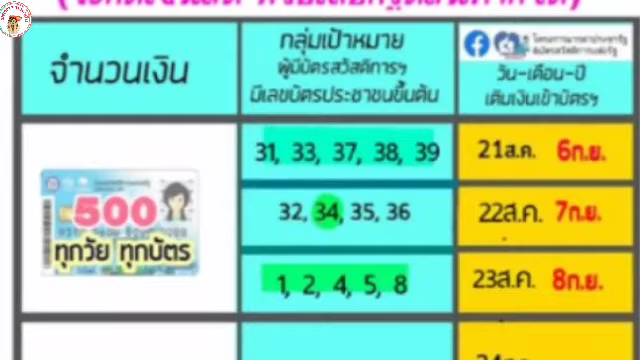 จำนวนเงิน
กลุ่มเป้าหมาย
ผู้มีบัตรสวัสดิการฯ
มีเลขบัตรประชาชนขึ้นต้น
วัน-เดือน-ปี
เติมเงินเข้าบัตรฯ
500
ทุกวัย ทุกบัตร
31, 33, 37, 38, 39
21ส.ค. 6ก.ย.
32, 34, 35, 36
22ส.ค. 7ก.ย.
1, 2, 4, 5, 8
23ส.ค. 8ก.ย.